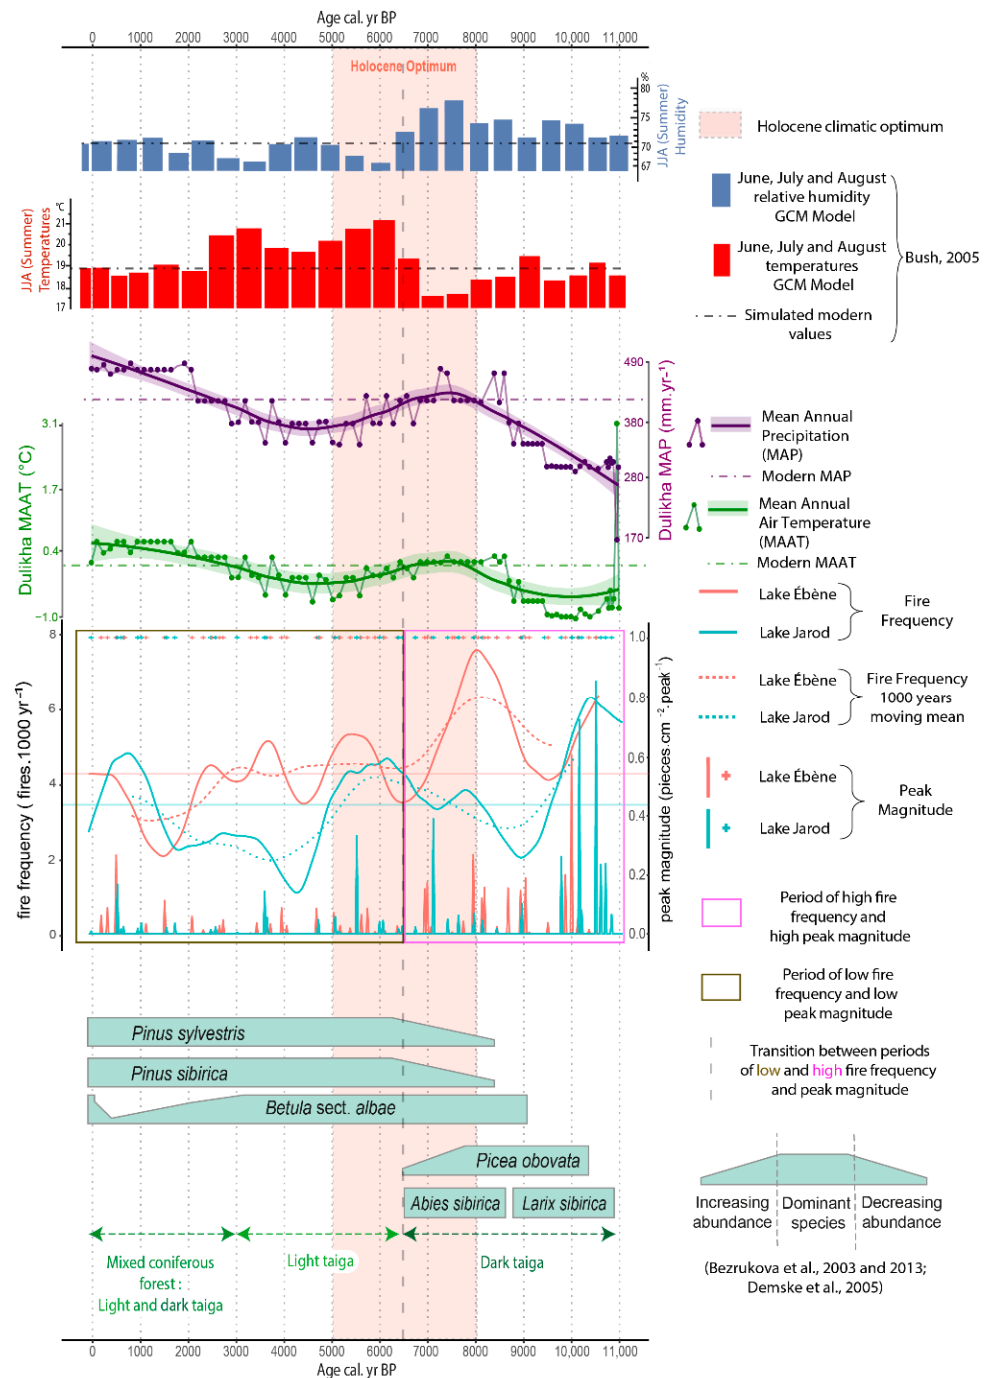 Age cal. yr BP
0 1000 2000 3000 4000 5000 6000 7000 8000 9000 10,000 11,000
Holocene Optimum
%
80
75
70
67
JJA (Summer)
Humidity
°C
21
20
19
18
17
JJA (Summer)
Temperatures
490
380
280
170
Dulikha MAP (mm.yr⁻¹)
3.1
1.7
0.4
−1.0
Dulikha MAAT (°C)
8
6
4
2
0
fire frequency ( fires.1000 yr⁻¹)
1.0
0.8
0.6
0.4
0.2
0.0
peak magnitude (pieces.cm⁻².peak⁻¹)
Pinus sylvestris
Pinus sibirica
Betula sect. albae
Picea obovata
Abies sibirica
Larix sibirica
Mixed coniferous
forest :
Light and dark taiga
Light taiga
Dark taiga
0 1000 2000 3000 4000 5000 6000 7000 8000 9000 10,000 11,000
Age cal. yr BP
Holocene climatic optimum
June, July and August
relative humidity
GCM Model
June, July and August
temperatures
GCM Model
Simulated modern
values
Bush, 2005
Mean Annual
Precipitation
(MAP)
Modern MAP
Mean Annual
Air Temperature
(MAAT)
Modern MAAT
Lake Ébène
Lake Jarod
Fire
Frequency
Lake Ébène
Lake Jarod
Fire Frequency
1000 years
moving mean
Lake Ébène
Lake Jarod
Peak
Magnitude
Period of high fire
frequency and
high peak magnitude
Period of low fire
frequency and low
peak magnitude
Transition between periods
of low and high fire frequency
and peak magnitude
Increasing
abundance
Dominant
species
Decreasing
abundance
(Bezrukova et al., 2003 and 2013;
Demske et al., 2005)